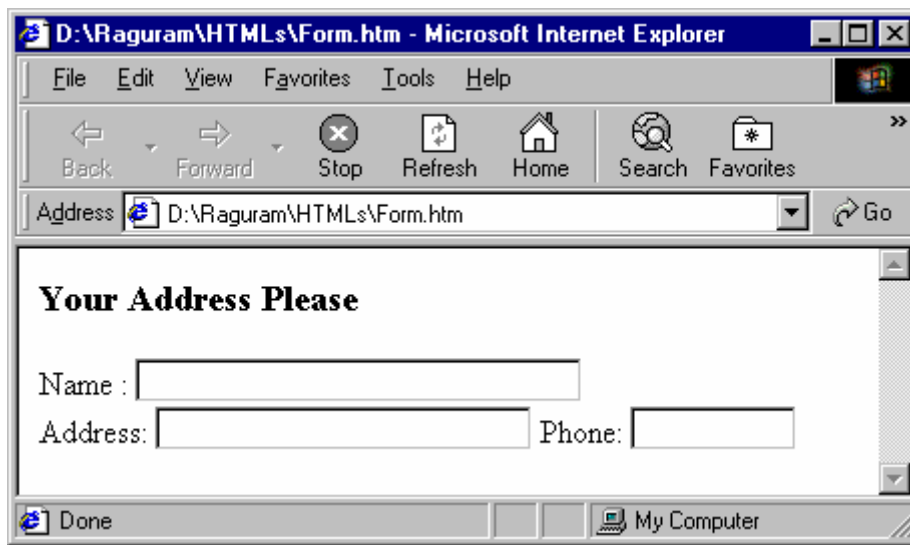 D:\Raguram\HTMLs\Form.htm - Microsoft Internet Explorer
File Edit View Favorites Tools Help
Back Forward Stop Refresh Home Search Favorites »
Address D:\Raguram\HTMLs\Form.htm Go
Your Address Please
Name :
Address: Phone:
Done My Computer